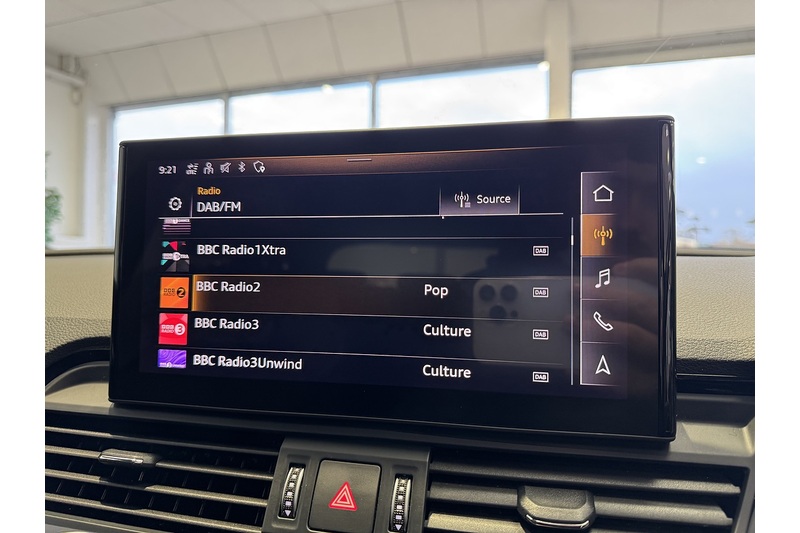 9:21
Radio
DAB/FM
Source
BBC Radio1Xtra
DAB
BBC Radio2
Pop
DAB
BBC Radio3
Culture
DAB
BBC Radio3Unwind
Culture
DAB